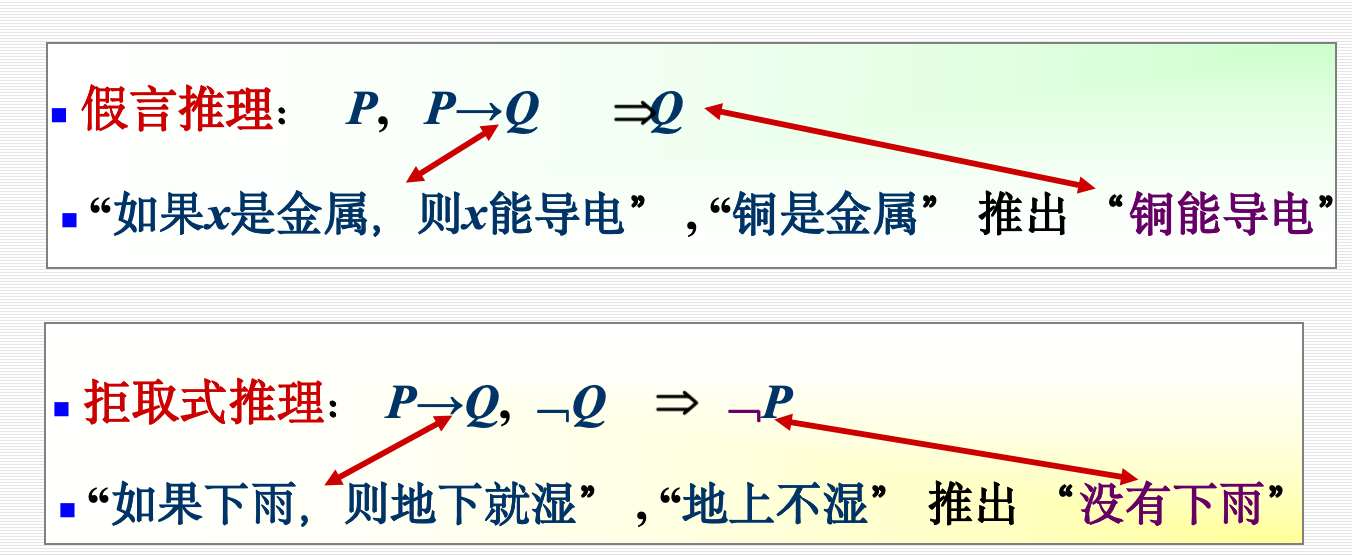 假言推理： P, P→Q ⇒Q
“如果x是金属，则x能导电”,“铜是金属” 推出 “铜能导电”
拒取式推理： P→Q, ¬Q ⇒ ¬P
“如果下雨，则地下就湿”,“地上不湿” 推出 “没有下雨”